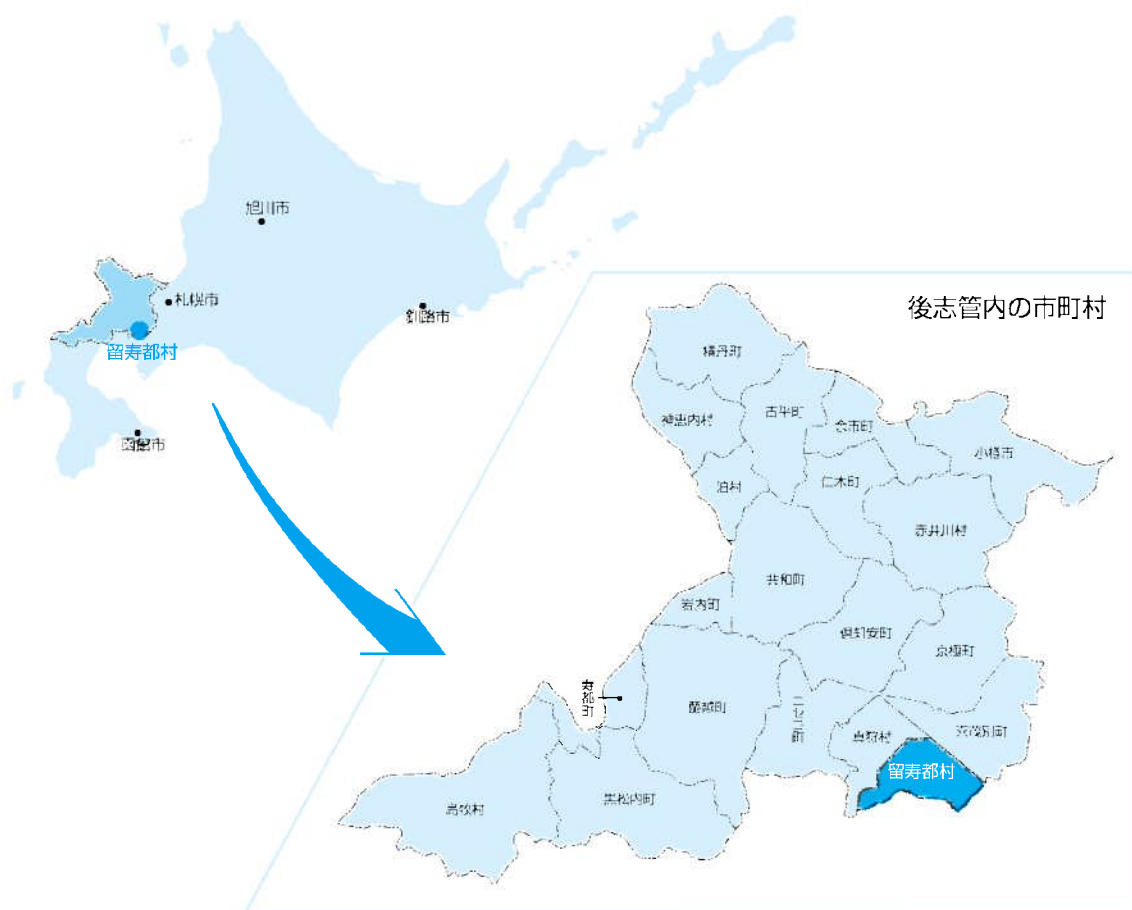 旭川市
札幌市
釧路市
留寿都村
函館市
後志管内の市町村
積丹町
古平町
神恵内村
余市町
小樽市
泊村
仁木町
赤井川村
共和町
岩内町
倶知安町
京極町
寿都町
蘭越町
ニセコ町
真狩村
喜茂別町
留寿都村
島牧村
黒松内町